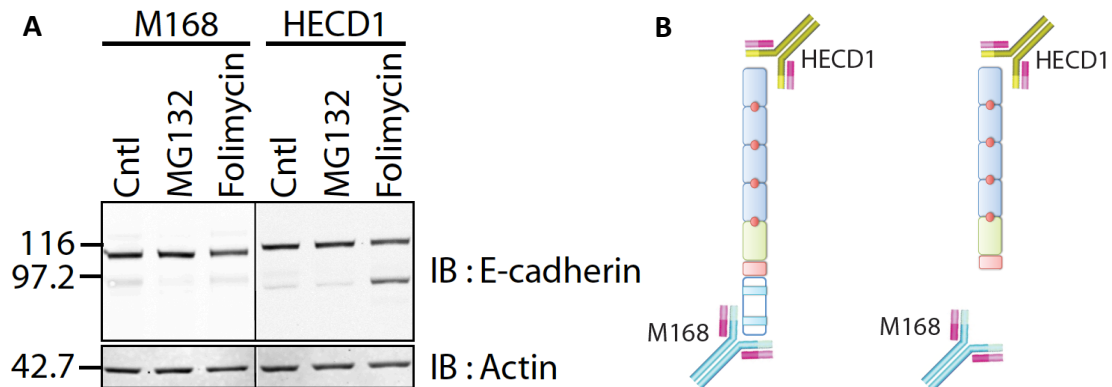 A
M168 HECD1
Cntl MG132 Folimycin Cntl MG132 Folimycin
116
97.2
IB : E-cadherin
42.7
IB : Actin
B
HECD1
HECD1
M168
M168